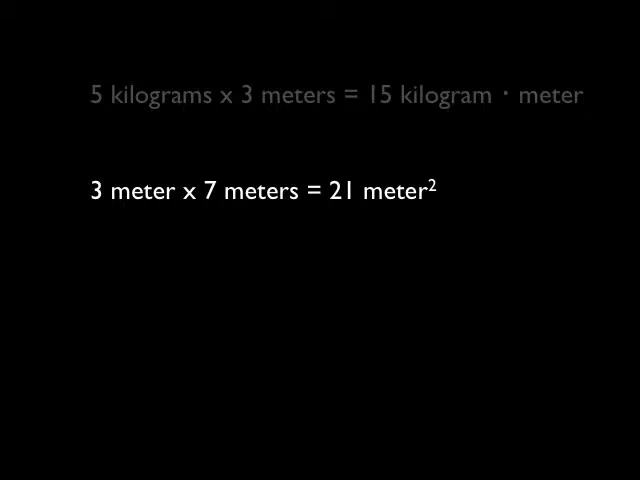 5 kilograms x 3 meters = 15 kilogram · meter
3 meter x 7 meters = 21 meter²